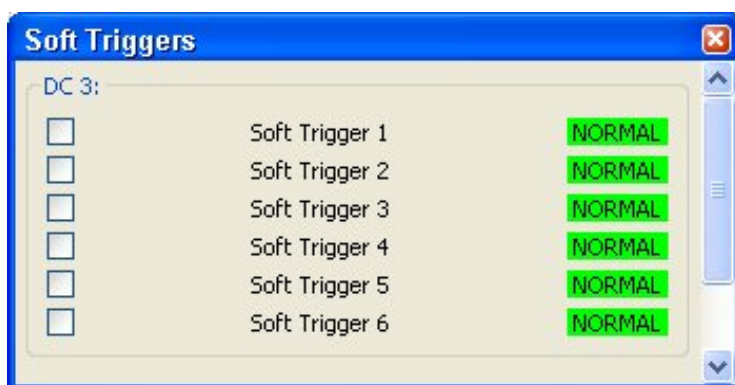 Soft Triggers
DC 3:
Soft Trigger 1 NORMAL
Soft Trigger 2 NORMAL
Soft Trigger 3 NORMAL
Soft Trigger 4 NORMAL
Soft Trigger 5 NORMAL
Soft Trigger 6 NORMAL